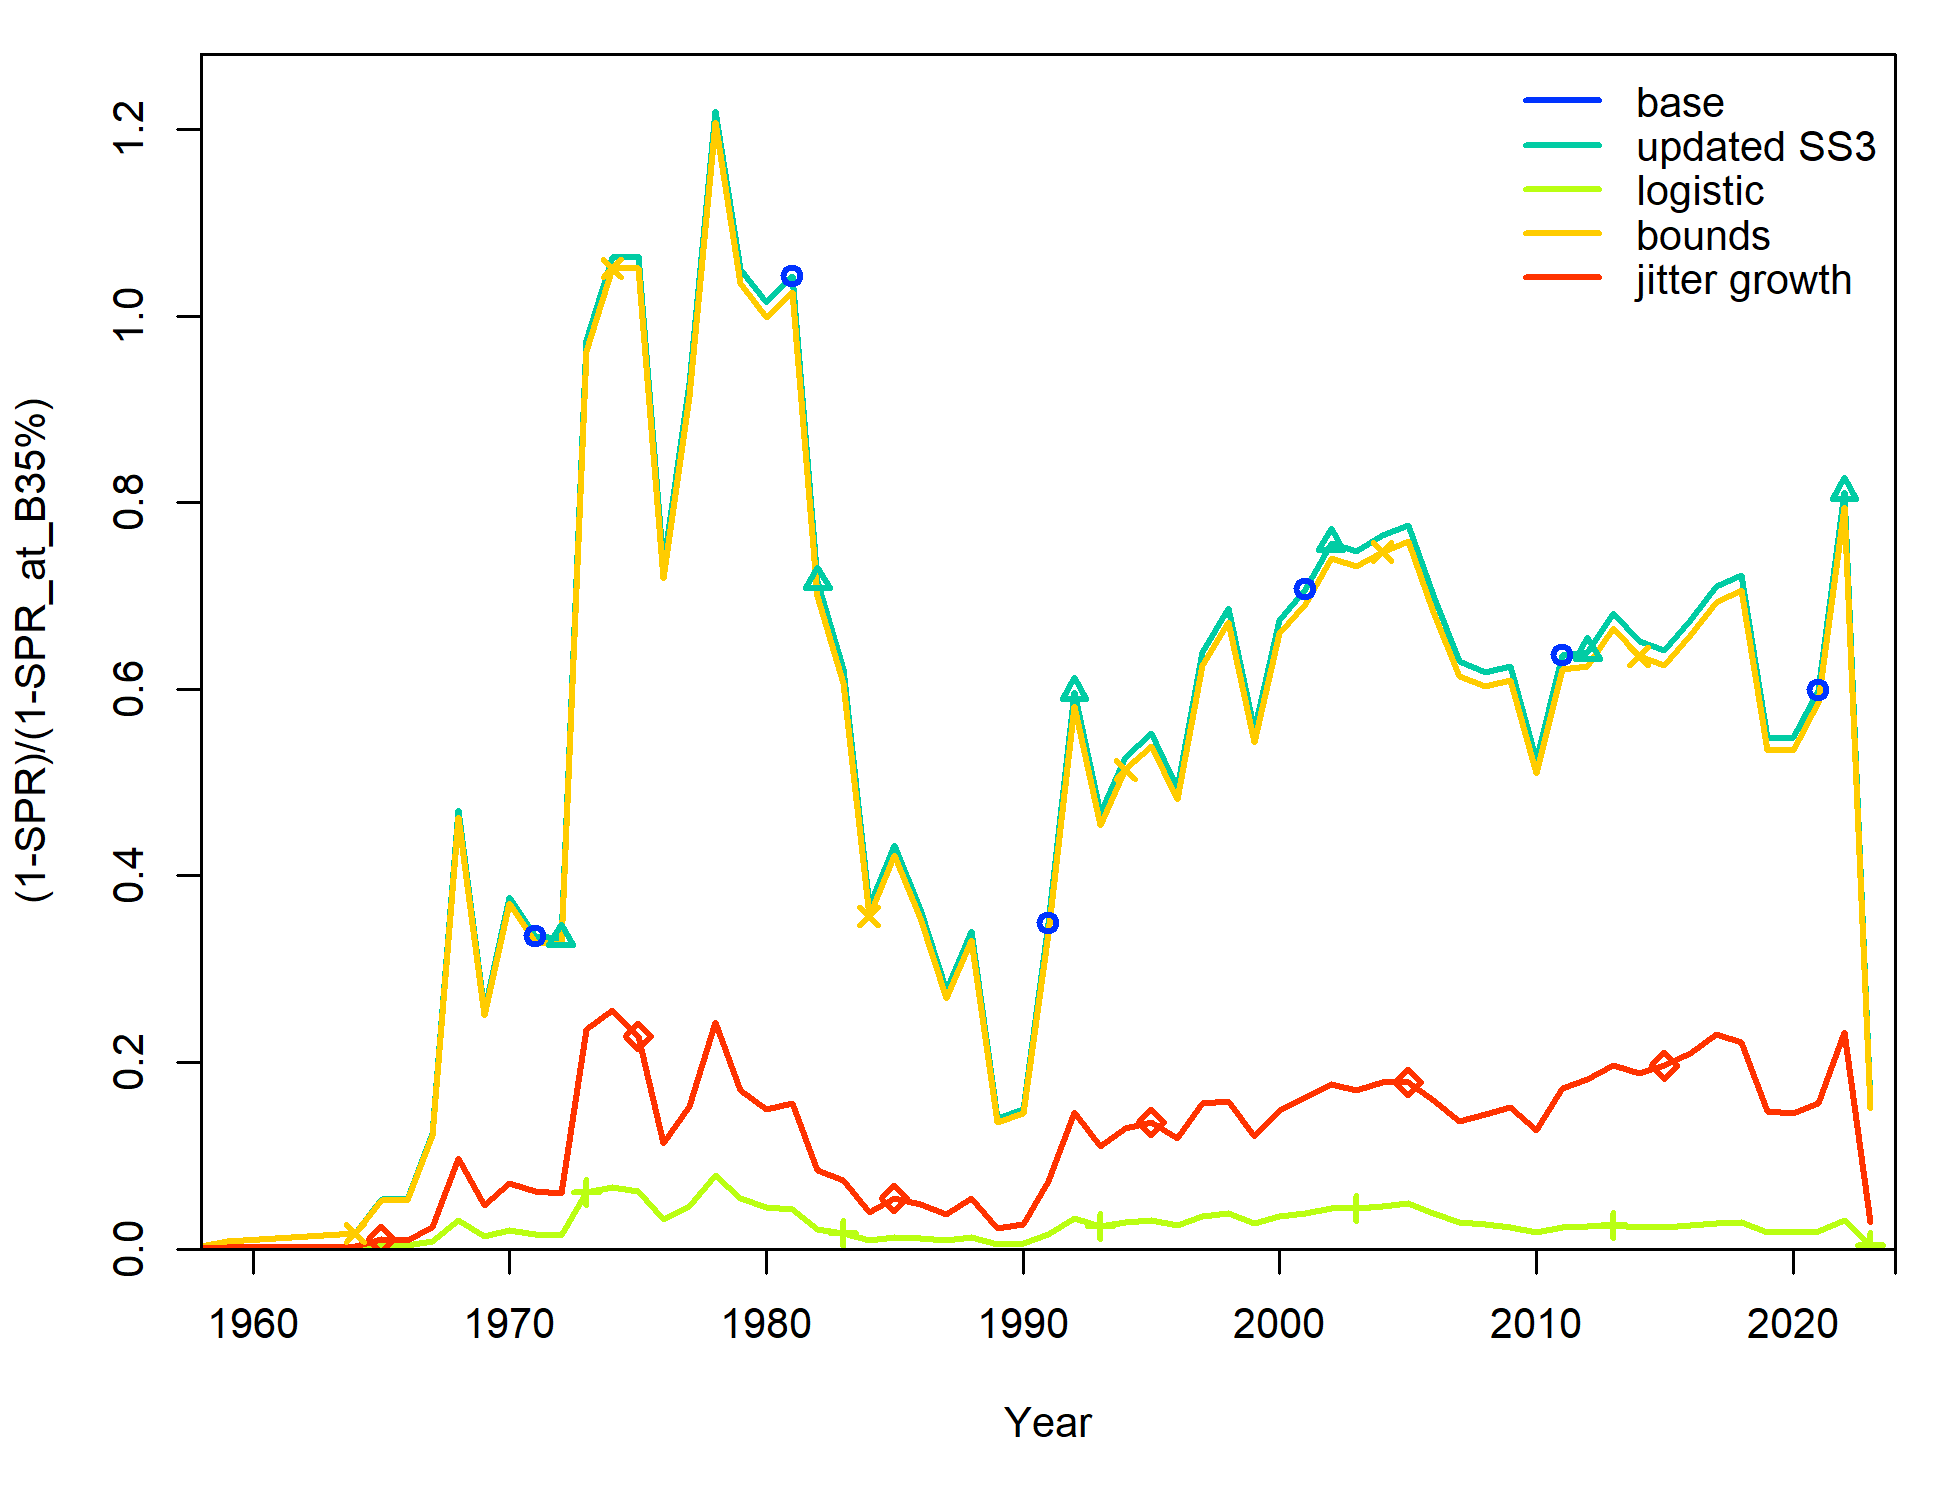 base
updated SS3
logistic
bounds
jitter growth
(1-SPR)/(1-SPR_at_B35%)
1.2
1.0
0.8
0.6
0.4
0.2
0.0
1960 1970 1980 1990 2000 2010 2020
Year